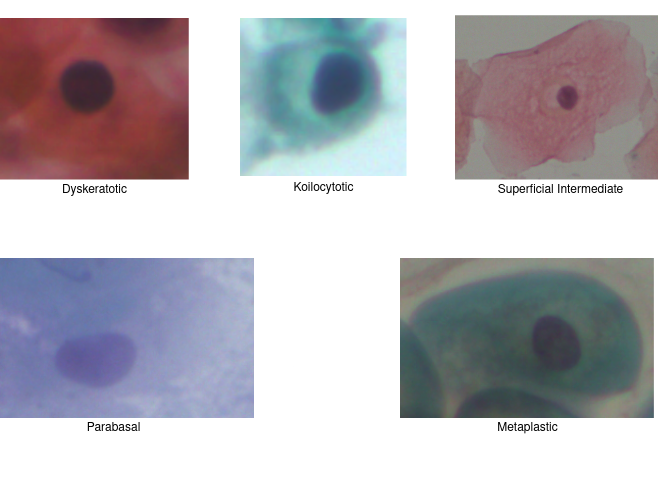 Dyskeratotic
Koilocytotic
Superficial Intermediate
Parabasal
Metaplastic